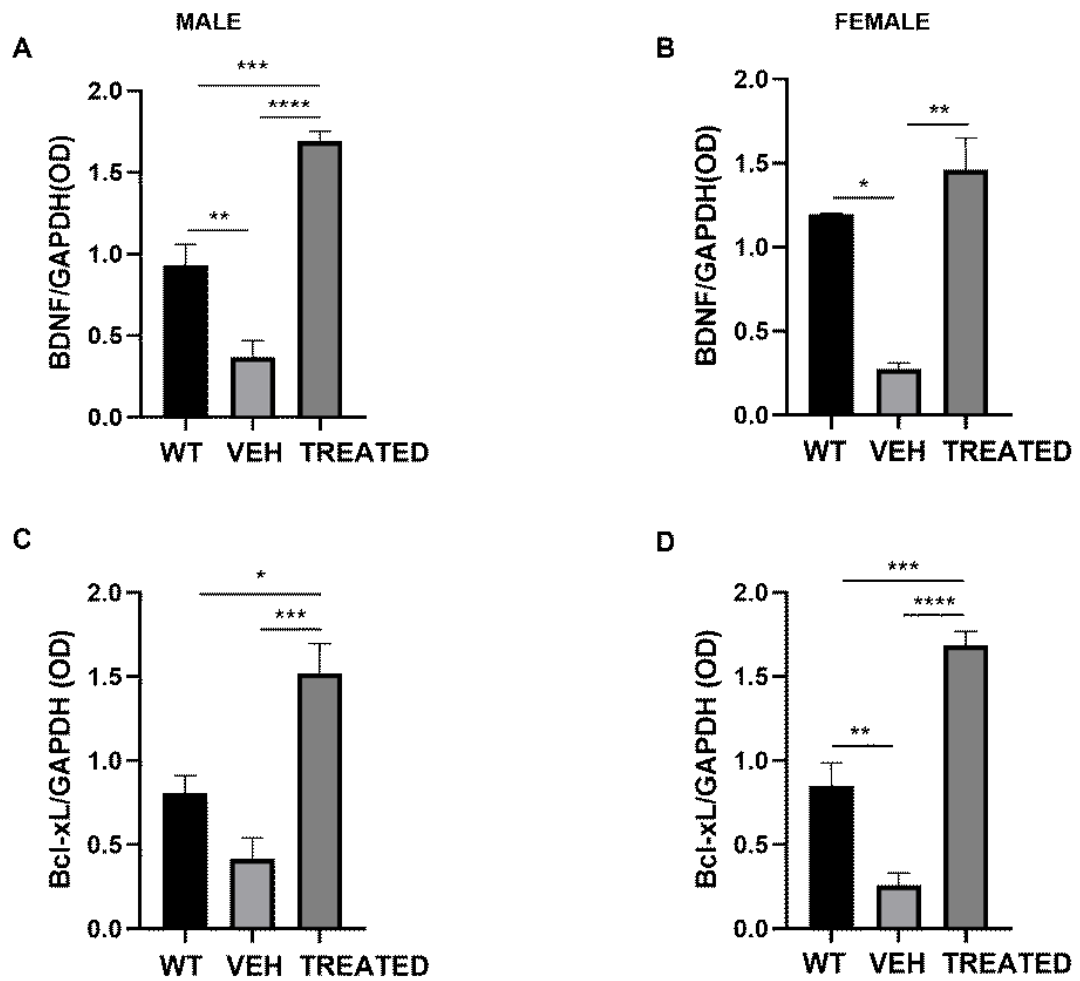 MALE
A
***
****
**
BDNF/GAPDH(OD)
2.0
1.5
1.0
0.5
0.0
WT VEH TREATED
FEMALE
B
**
*
BDNF/GAPDH(OD)
2.0
1.5
1.0
0.5
0.0
WT VEH TREATED
C
*
***
Bcl-xL/GAPDH (OD)
2.0
1.5
1.0
0.5
0.0
WT VEH TREATED
D
***
****
**
Bcl-xL/GAPDH (OD)
2.0
1.5
1.0
0.5
0.0
WT VEH TREATED